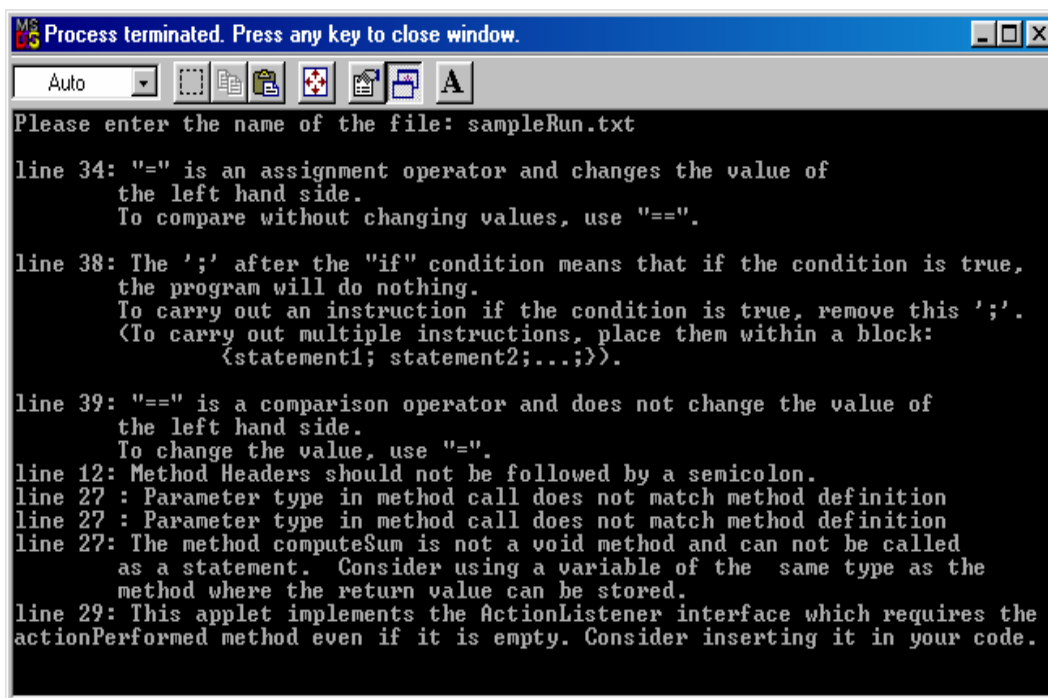 MS DOS Process terminated. Press any key to close window.
Auto A
Please enter the name of the file: sampleRun.txt
line 34: "=" is an assignment operator and changes the value of
the left hand side.
To compare without changing values, use "==".
line 38: The ';' after the "if" condition means that if the condition is true,
the program will do nothing.
To carry out an instruction if the condition is true, remove this ';'.
(To carry out multiple instructions, place them within a block:
{statement1; statement2;...;}).
line 39: "==" is a comparison operator and does not change the value of
the left hand side.
To change the value, use "=".
line 12: Method Headers should not be followed by a semicolon.
line 27 : Parameter type in method call does not match method definition
line 27 : Parameter type in method call does not match method definition
line 27: The method computeSum is not a void method and can not be called
as a statement.  Consider using a variable of the  same type as the
method where the return value can be stored.
line 29: This applet implements the ActionListener interface which requires the
actionPerformed method even if it is empty. Consider inserting it in your code.